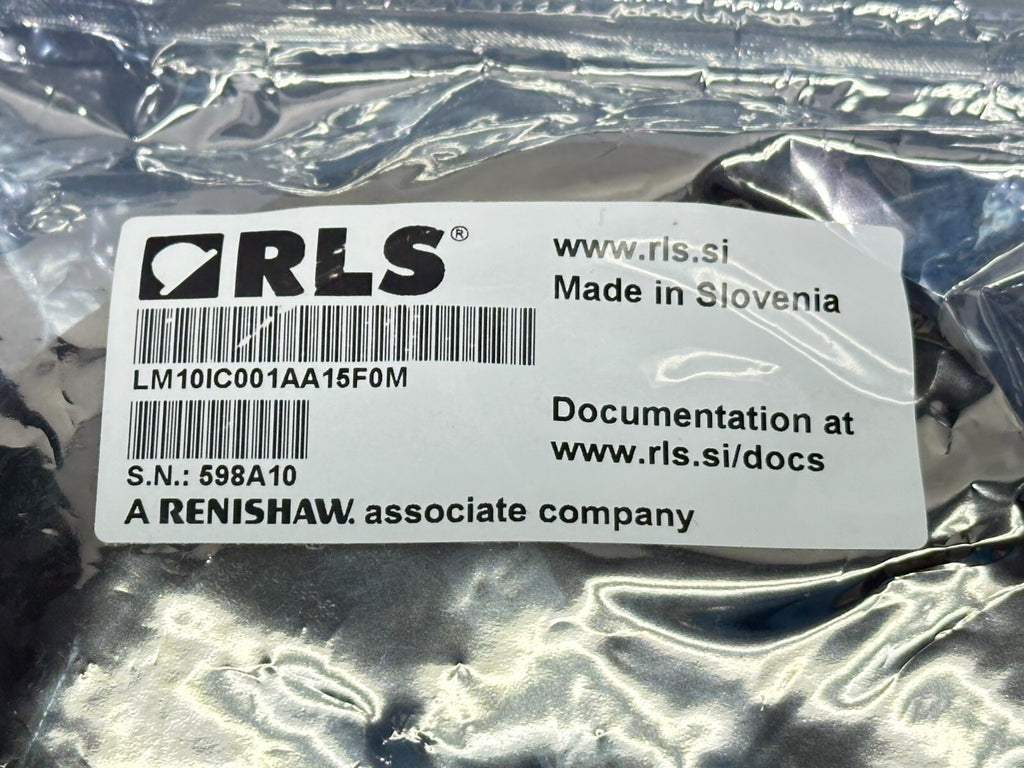 RLS®
LM10IC001AA15F0M
S.N.: 598A10
A RENISHAW. associate company
www.rls.si
Made in Slovenia
Documentation at
www.rls.si/docs